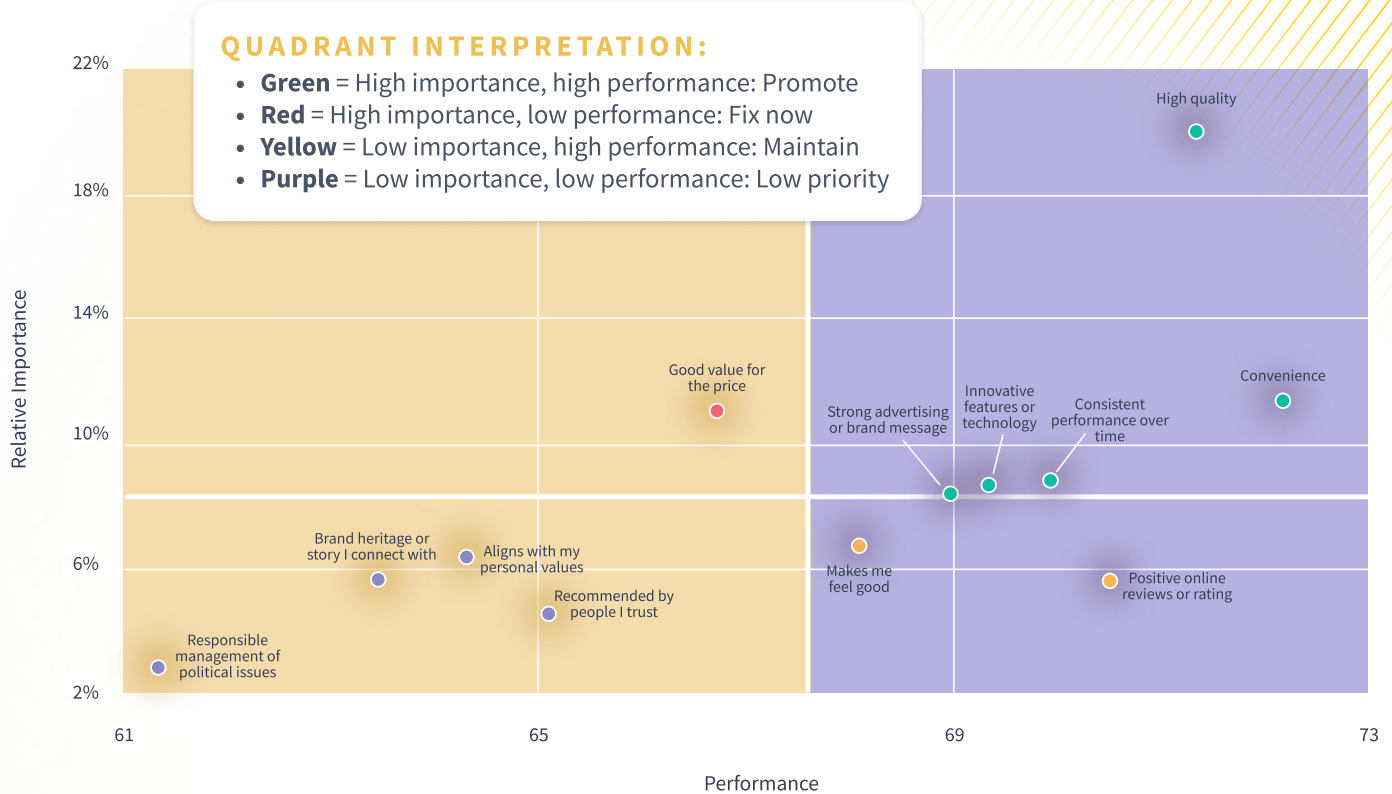 QUADRANT INTERPRETATION:
• Green = High importance, high performance: Promote
• Red = High importance, low performance: Fix now
• Yellow = Low importance, high performance: Maintain
• Purple = Low importance, low performance: Low priority
22%
18%
14%
10%
6%
2%
Relative Importance
High quality
Good value for
the price
Convenience
Strong advertising
or brand message
Innovative
features or
technology
Consistent
performance over
time
Brand heritage or
story I connect with
Aligns with my
personal values
Makes me
feel good
Positive online
reviews or rating
Recommended by
people I trust
Responsible
management of
political issues
61
65
69
73
Performance